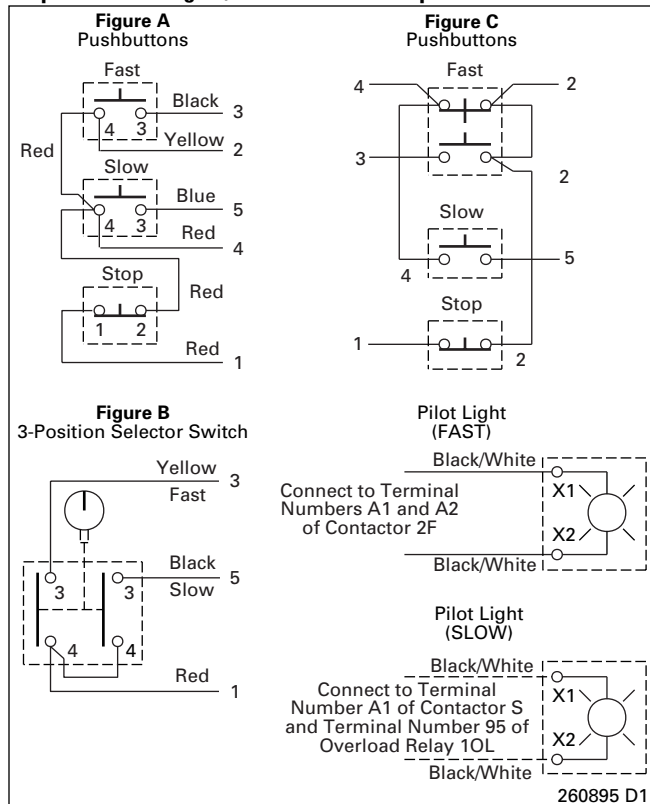 Figure A
Pushbuttons
Fast
Black 3
4 3
Yellow 2
Red
Slow
Blue 5
4 3
Red 4
Stop
Red
1 2
Red 1
Figure C
Pushbuttons
Fast
4 2
3
2
Slow
5
4
Stop
1
2
Figure B
3-Position Selector Switch
Yellow 3
Fast
Black 5
Slow
3 3
4 4
Red 1
Pilot Light
(FAST)
Black/White
Connect to Terminal
Numbers A1 and A2
of Contactor 2F
X1
X2
Black/White
Pilot Light
(SLOW)
Black/White
Connect to Terminal
Number A1 of Contactor S
and Terminal Number 95 of
Overload Relay 1OL
X1
X2
Black/White
260895 D1